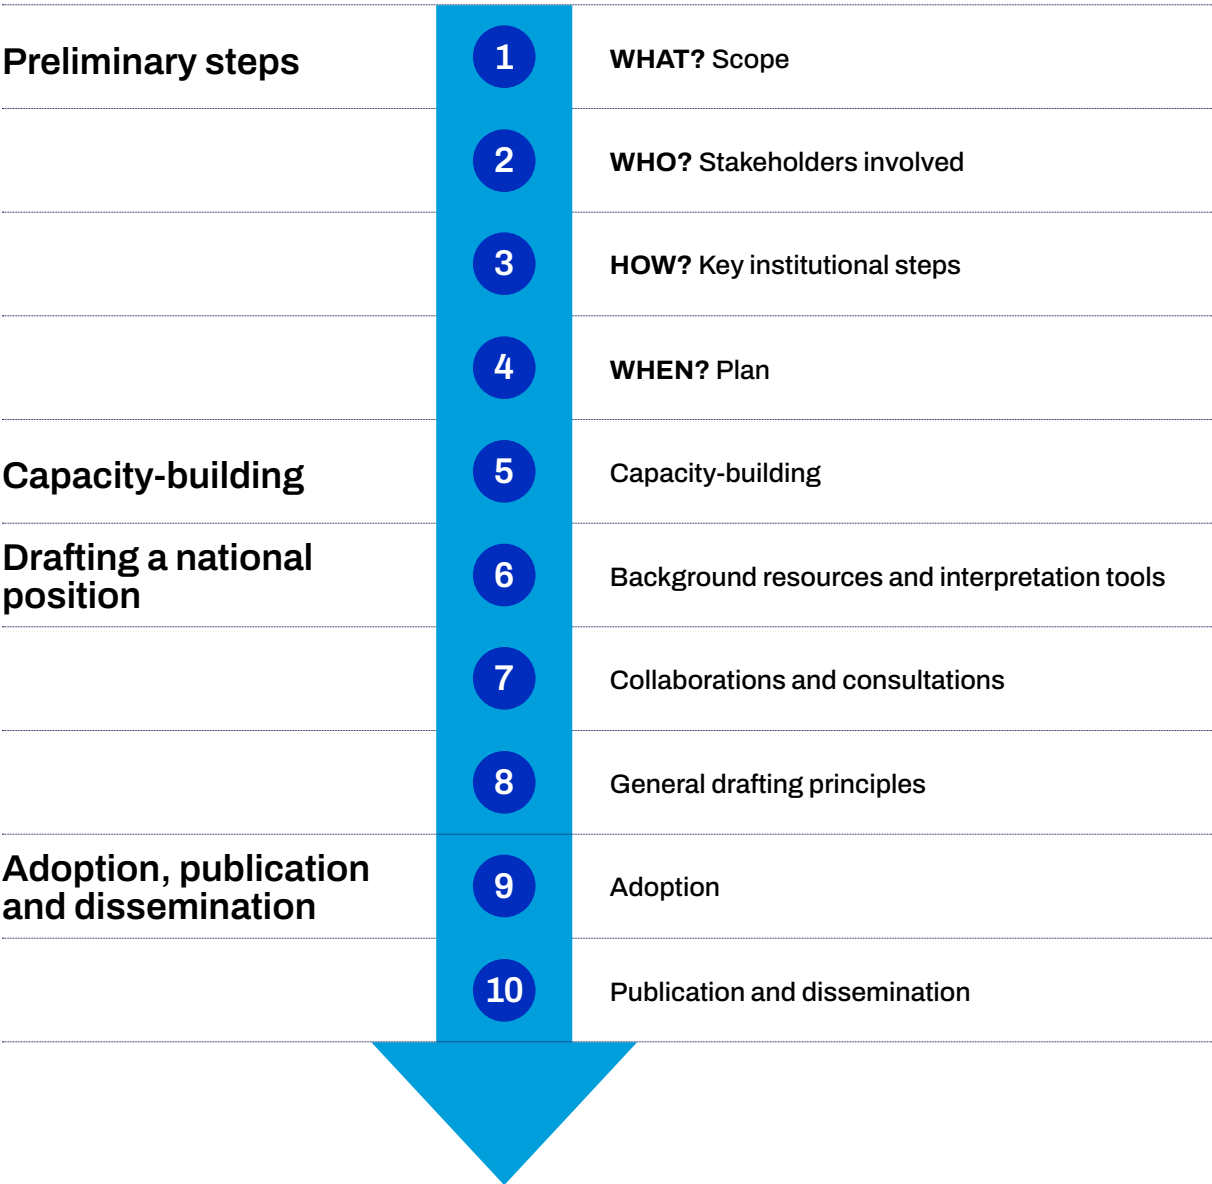 Preliminary steps
1
WHAT? Scope
2
WHO? Stakeholders involved
3
HOW? Key institutional steps
4
WHEN? Plan
Capacity-building
5
Capacity-building
Drafting a national
position
6
Background resources and interpretation tools
7
Collaborations and consultations
8
General drafting principles
Adoption, publication
and dissemination
9
Adoption
10
Publication and dissemination